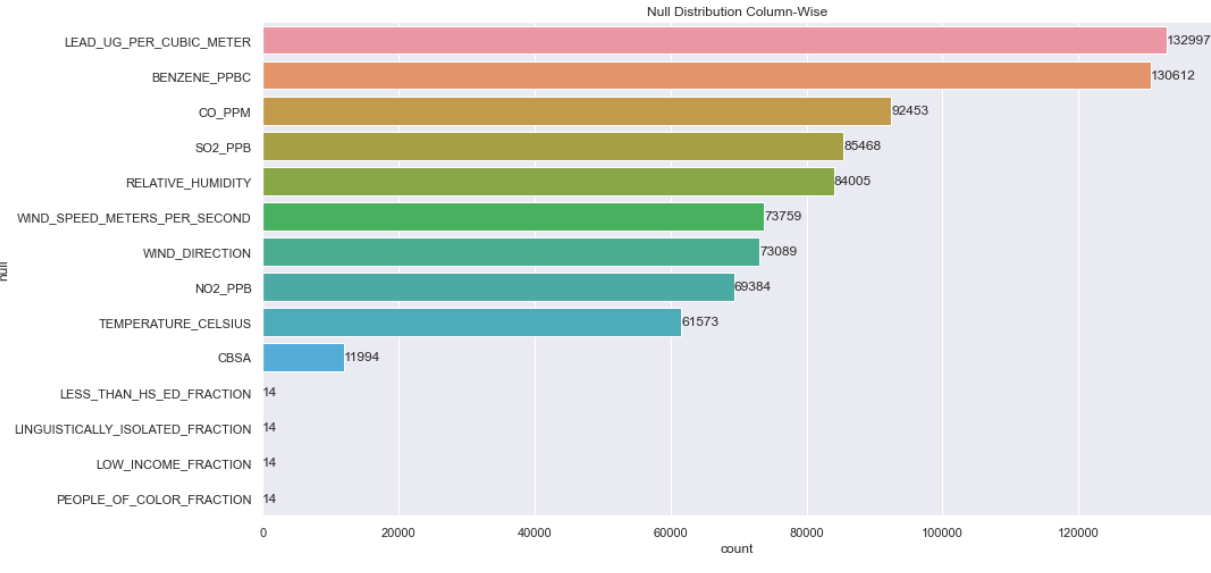 Null Distribution Column-Wise
LEAD_UG_PER_CUBIC_METER 132997
BENZENE_PPBC 130612
CO_PPM 92453
SO2_PPB 85468
RELATIVE_HUMIDITY 84005
WIND_SPEED_METERS_PER_SECOND 73759
WIND_DIRECTION 73089
null
NO2_PPB 69384
TEMPERATURE_CELSIUS 61573
CBSA 11994
LESS_THAN_HS_ED_FRACTION 14
LINGUISTICALLY_ISOLATED_FRACTION 14
LOW_INCOME_FRACTION 14
PEOPLE_OF_COLOR_FRACTION 14
0 20000 40000 60000 80000 100000 120000
count